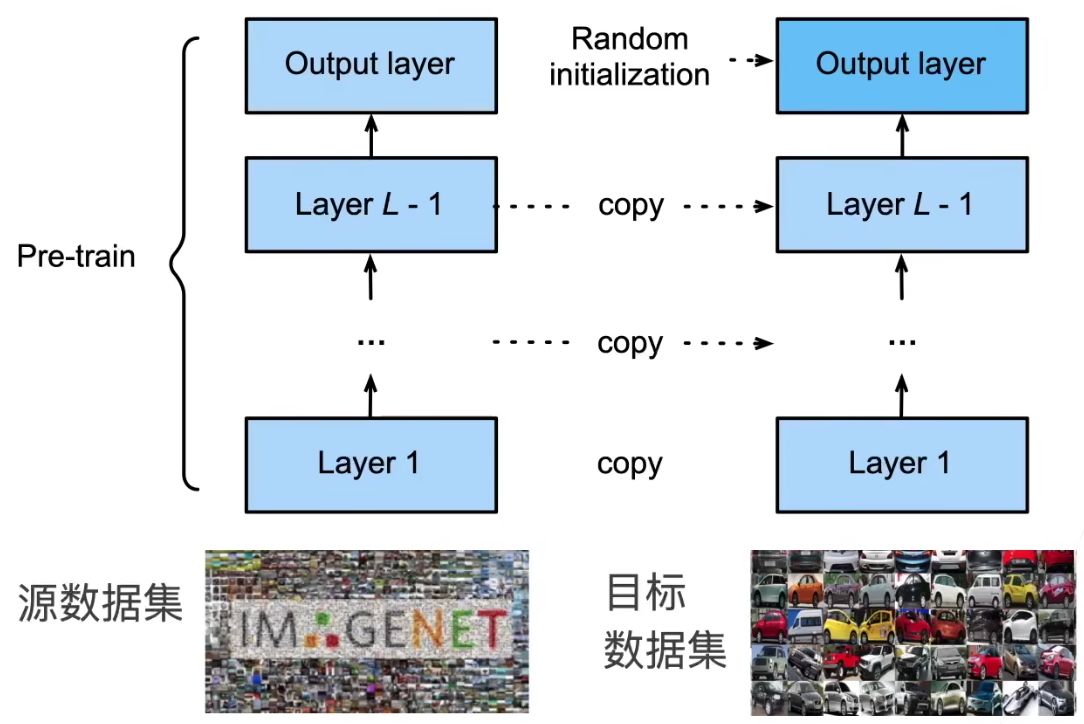 Output layer
Random
initialization
Output layer
Layer L - 1
copy
Layer L - 1
Pre-train
...
copy
...
Layer 1
copy
Layer 1
源数据集
IMAGENET
目标
数据集